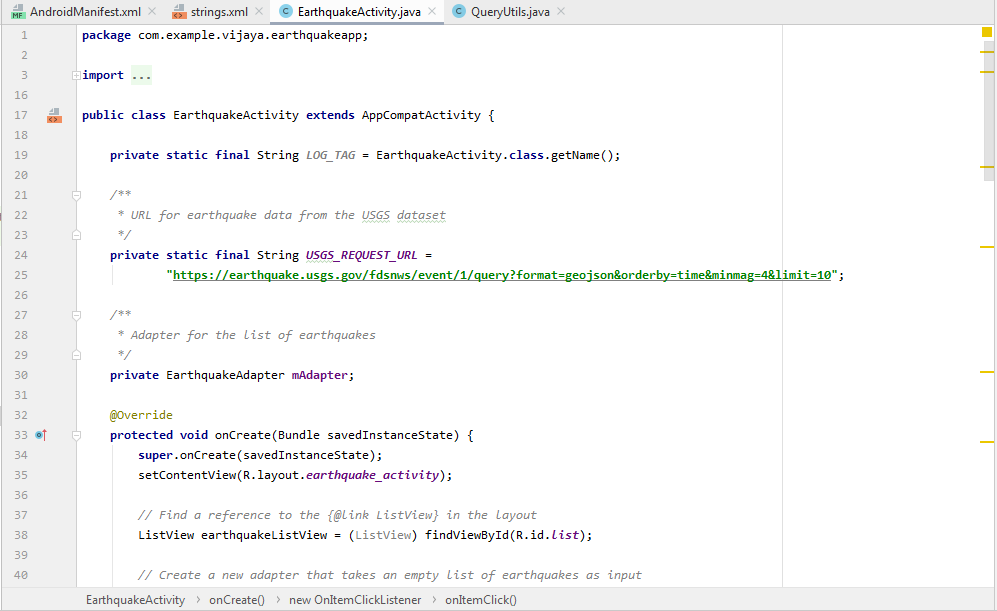 AndroidManifest.xml strings.xml EarthquakeActivity.java QueryUtils.java
1 package com.example.vijaya.earthquakeapp;
2
3 import ...
16
17 public class EarthquakeActivity extends AppCompatActivity {
18
19 private static final String LOG_TAG = EarthquakeActivity.class.getName();
20
21 /**
22 * URL for earthquake data from the USGS dataset
23 */
24 private static final String USGS_REQUEST_URL =
25 "https://earthquake.usgs.gov/fdsnws/event/1/query?format=geojson&orderby=time&minmag=4&limit=10";
26
27 /**
28 * Adapter for the list of earthquakes
29 */
30 private EarthquakeAdapter mAdapter;
31
32 @Override
33 protected void onCreate(Bundle savedInstanceState) {
34 super.onCreate(savedInstanceState);
35 setContentView(R.layout.earthquake_activity);
36
37 // Find a reference to the {@link ListView} in the layout
38 ListView earthquakeListView = (ListView) findViewById(R.id.list);
39
40 // Create a new adapter that takes an empty list of earthquakes as input
EarthquakeActivity › onCreate() › new OnItemClickListener › onItemClick()